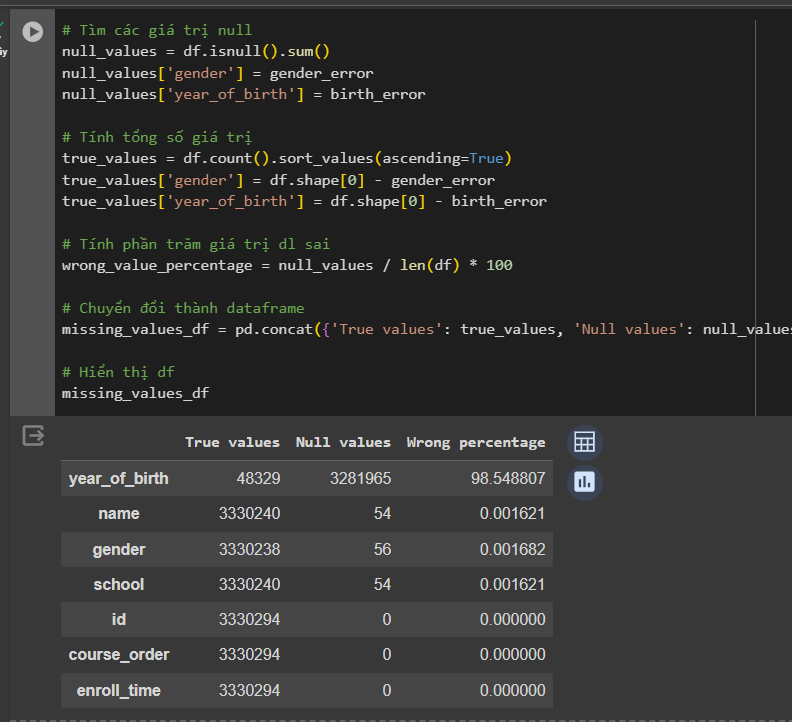 # Tìm các giá trị null
null_values = df.isnull().sum()
null_values['gender'] = gender_error
null_values['year_of_birth'] = birth_error
# Tính tổng số giá trị
true_values = df.count().sort_values(ascending=True)
true_values['gender'] = df.shape[0] - gender_error
true_values['year_of_birth'] = df.shape[0] - birth_error
# Tính phần trăm giá trị dl sai
wrong_value_percentage = null_values / len(df) * 100
# Chuyển đổi thành dataframe
missing_values_df = pd.concat({'True values': true_values, 'Null values': null_values
# Hiển thị df
missing_values_df
True values Null values Wrong percentage
year_of_birth 48329 3281965 98.548807
name 3330240 54 0.001621
gender 3330238 56 0.001682
school 3330240 54 0.001621
id 3330294 0 0.000000
course_order 3330294 0 0.000000
enroll_time 3330294 0 0.000000